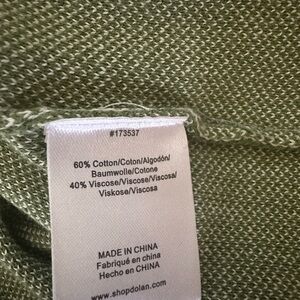 #173537
60% Cotton/Coton/Algodón/
Baumwolle/Cotone
40% Viscose/Viscose/Viscosa/
Viskose/Viscosa
MADE IN CHINA
Fabriqué en china
Hecho en CHINA
www.shopdolan.com